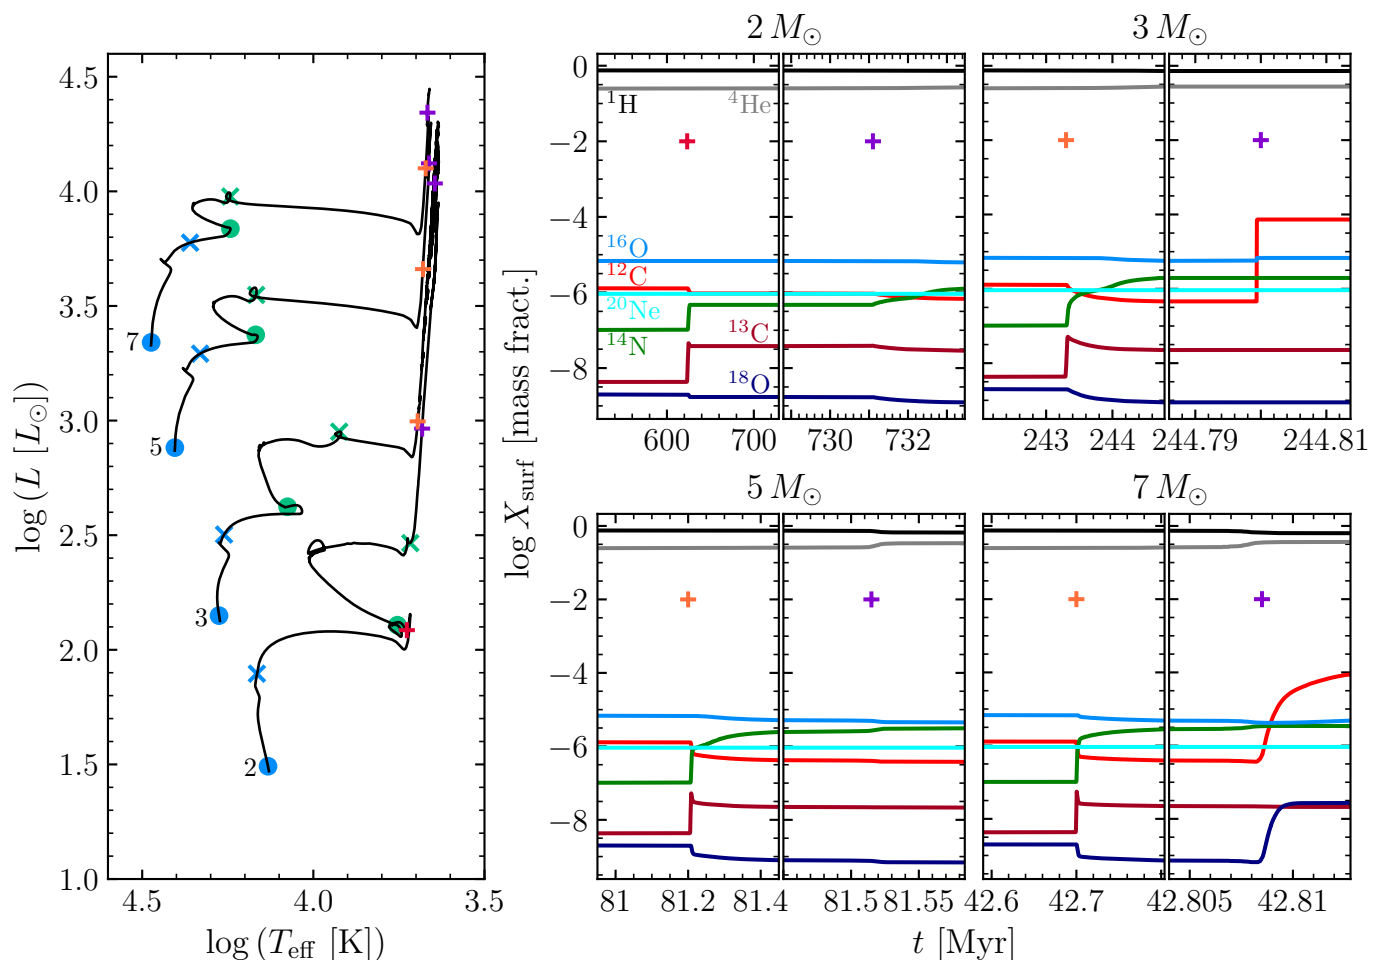 2 M⊙
3 M⊙
4.5
4.0
3.5
3.0
2.5
2.0
1.5
1.0
log (L [L⊙])
7
5
3
2
4.5
4.0
3.5
log (T_eff [K])
0
−2
−4
−6
−8
¹H
⁴He
¹⁶O
¹²C
²⁰Ne
¹⁴N
¹³C
¹⁸O
600
700
730
732
243
244
244.79
244.81
log X_surf [mass fract.]
5 M⊙
7 M⊙
0
−2
−4
−6
−8
81
81.2
81.4
81.5
81.55
42.6
42.7
42.805
42.81
t [Myr]